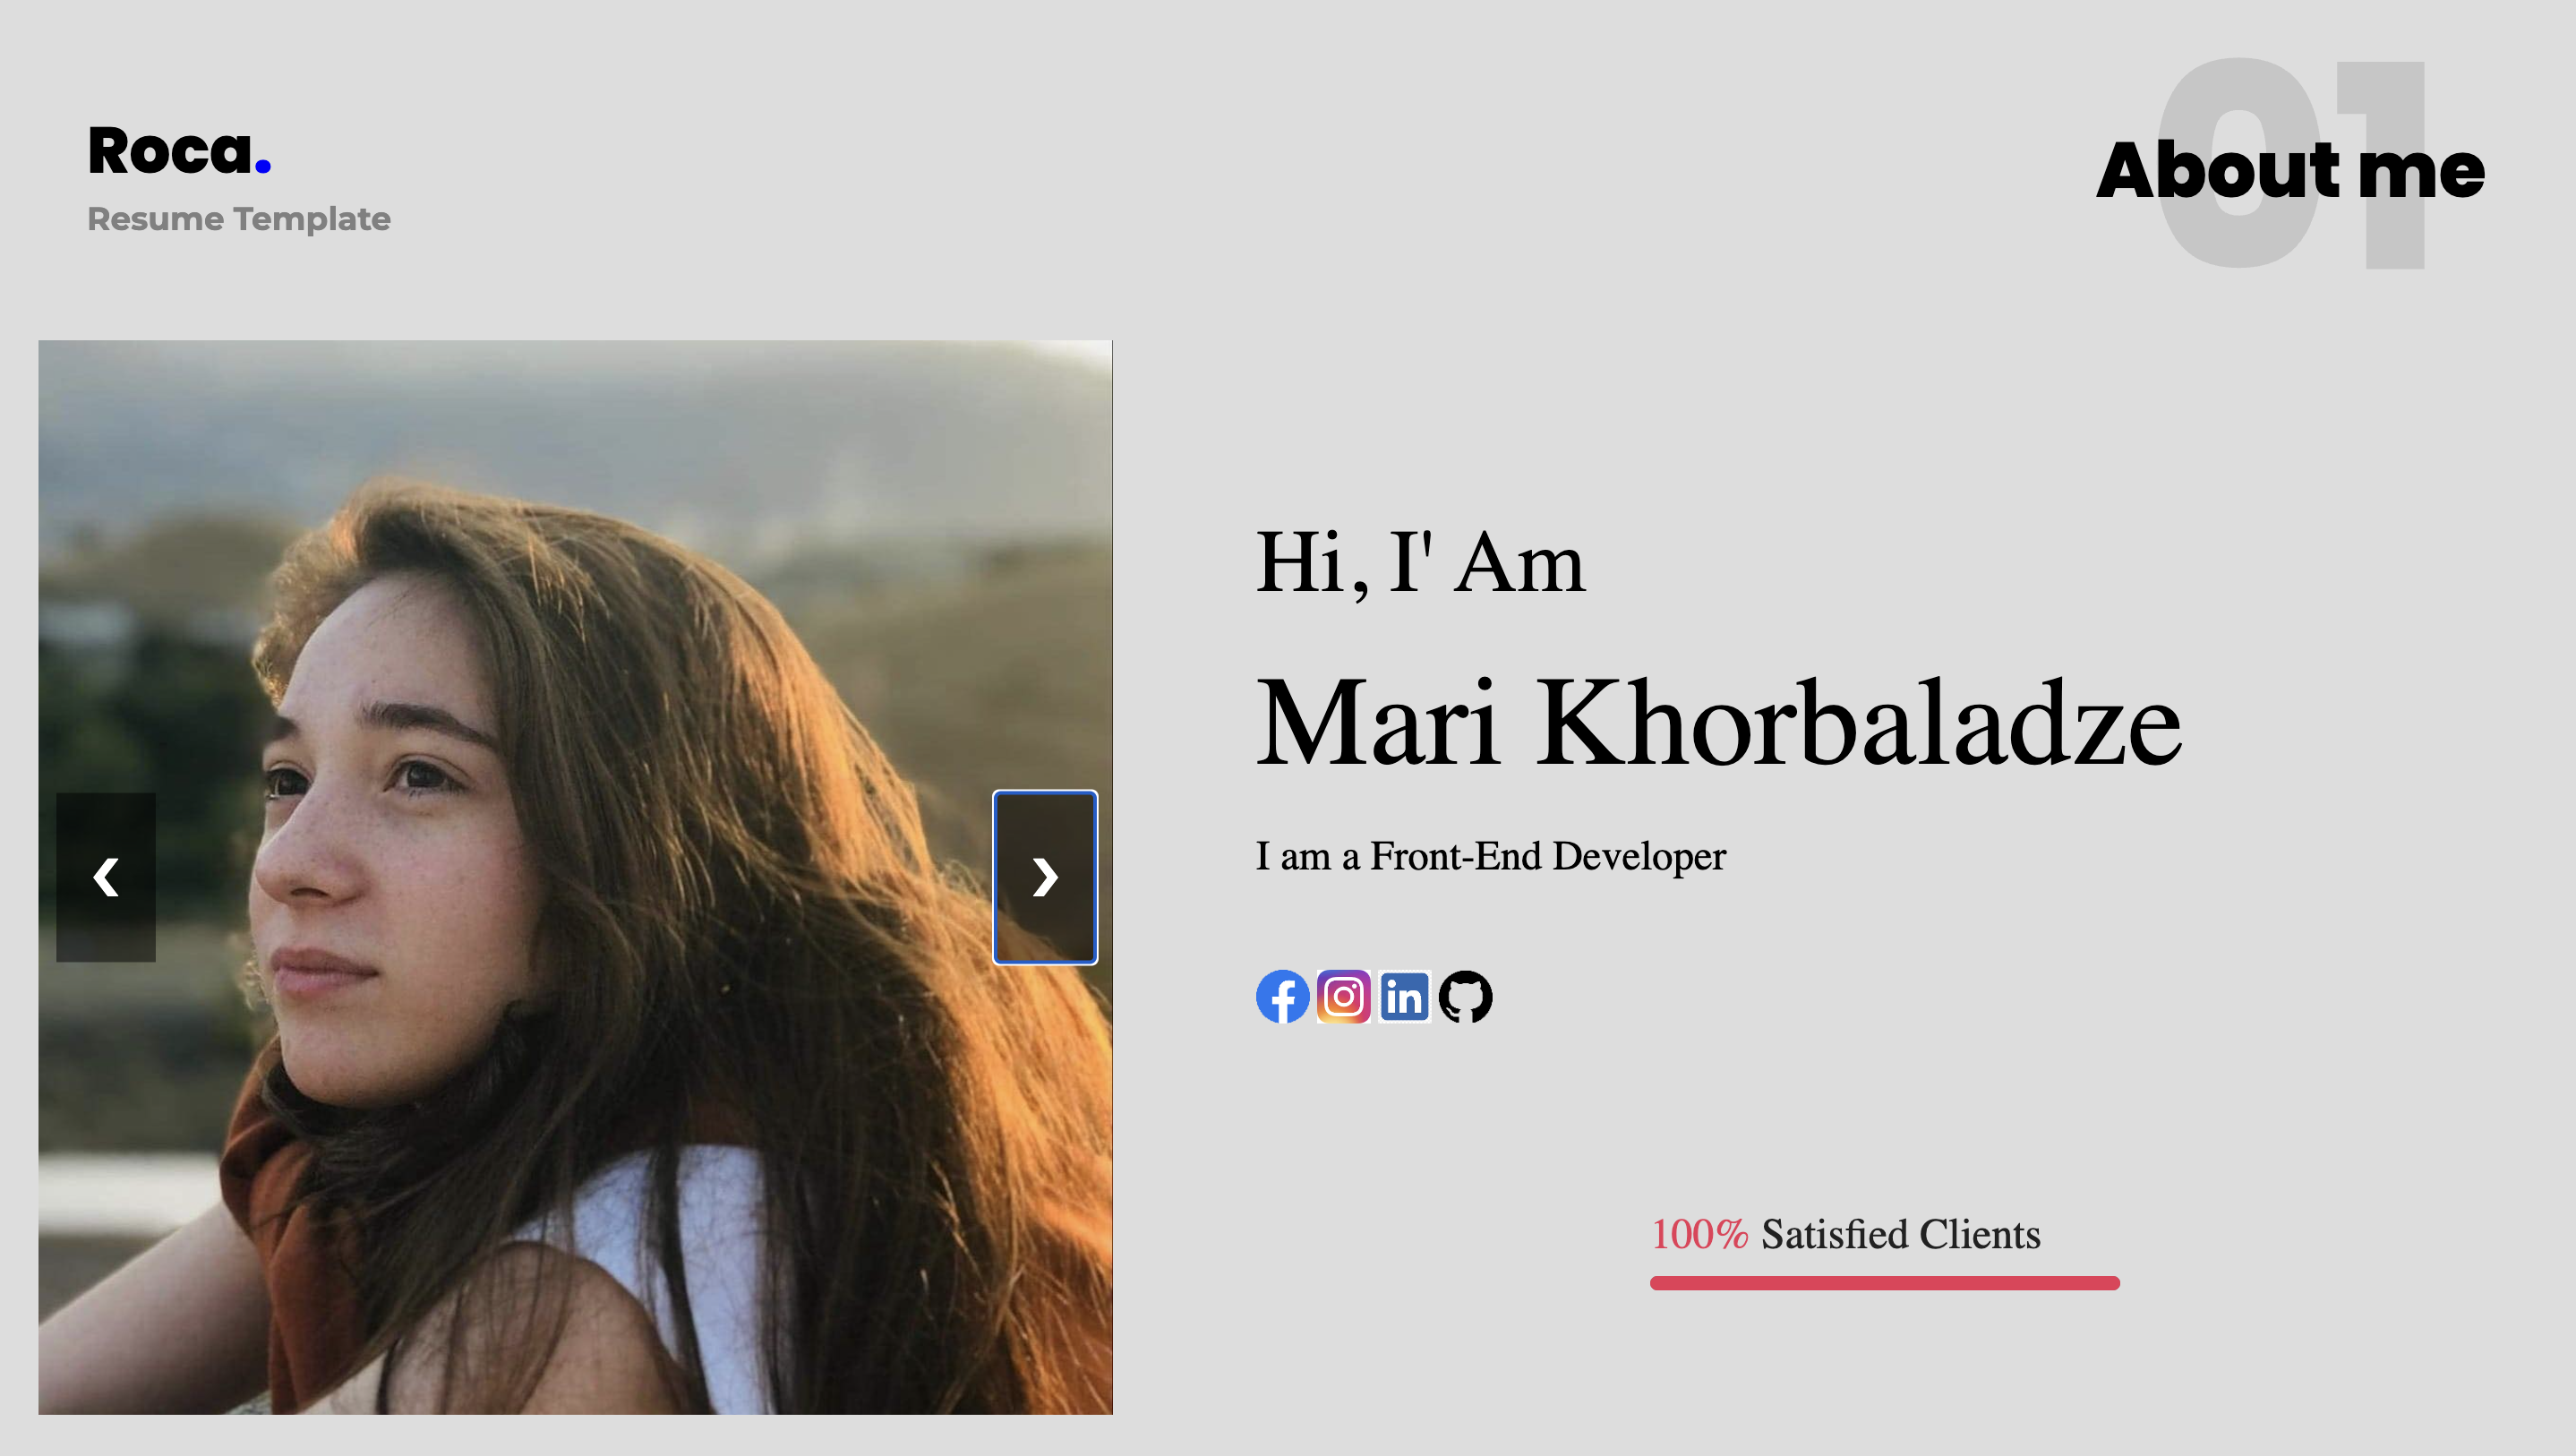 Roca.
Resume Template
01
About me
❮
❯
Hi, I' Am
Mari Khorbaladze
I am a Front-End Developer
in
100% Satisfied Clients